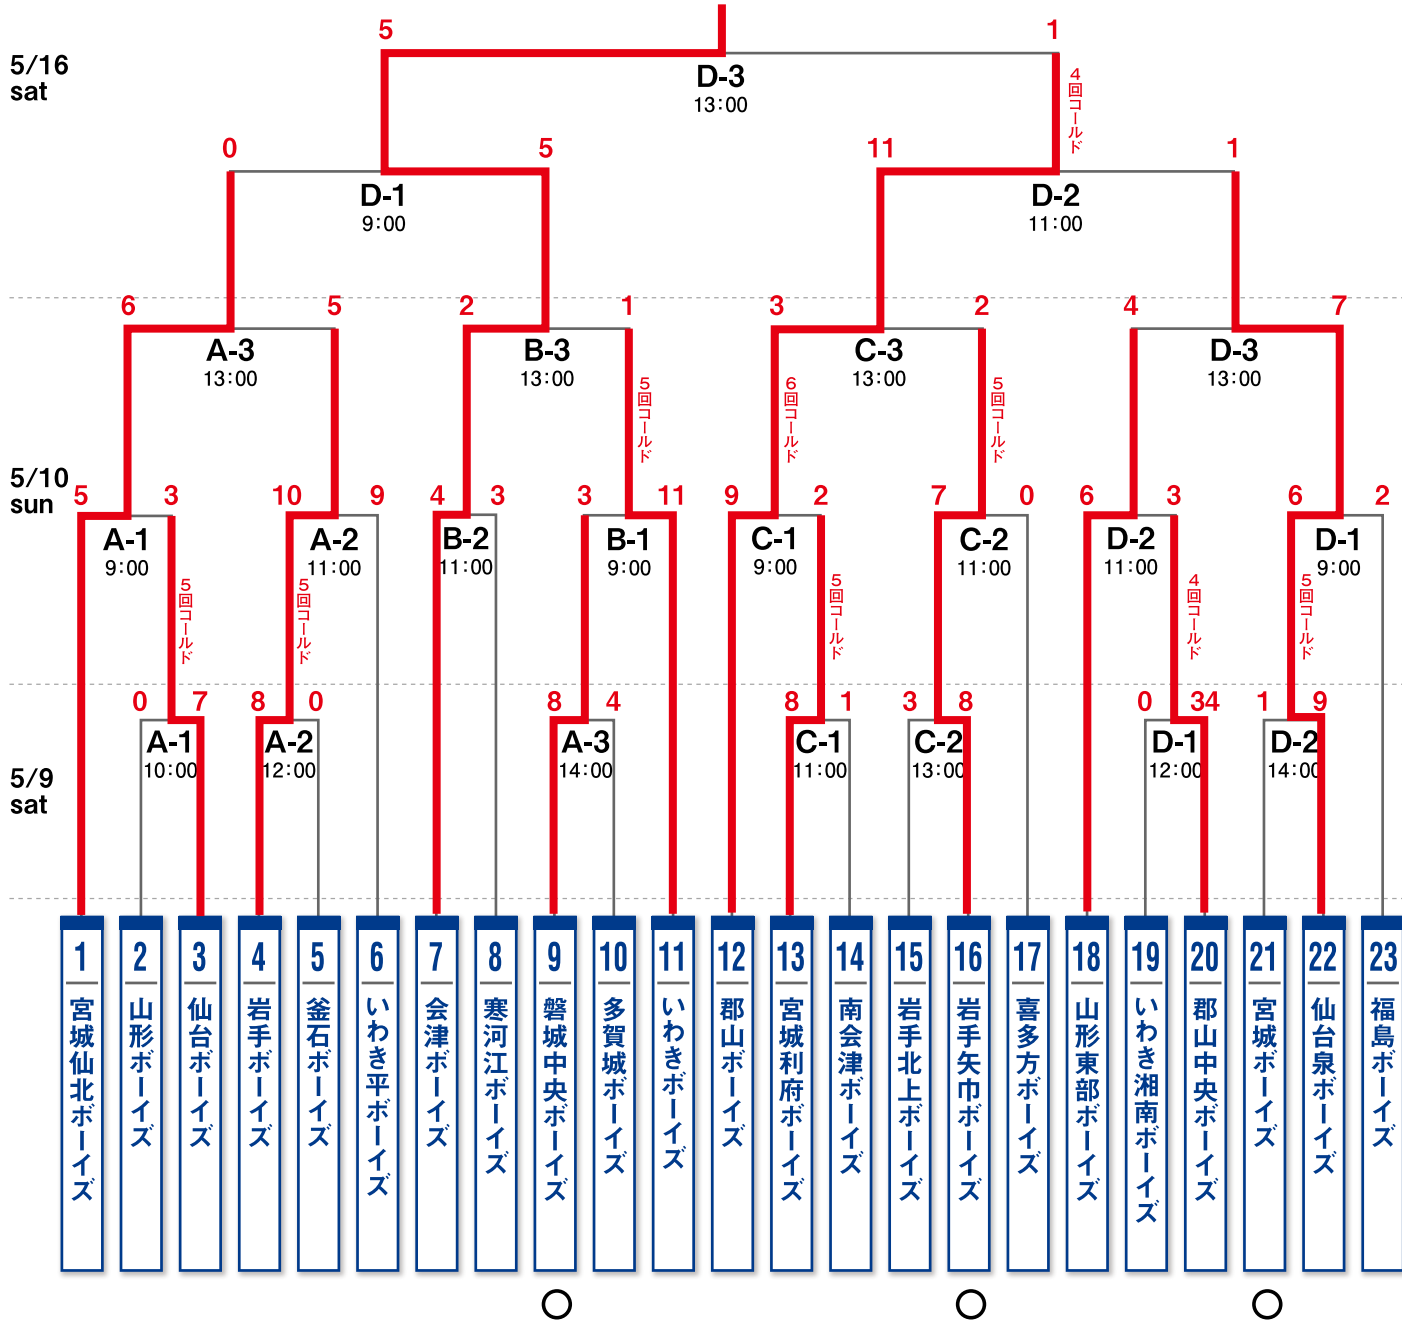 5 1
5/16
sat
D-3
13:00
4回コールド
0 5 11 1
D-1 D-2
9:00 11:00
6 5 2 1 3 2 4 7
A-3 B-3 C-3 D-3
13:00 13:00 13:00 13:00
5回コールド 6回コールド 5回コールド
5/10
sun
5 3 10 9 4 3 3 11 9 2 7 0 6 3 6 2
A-1 A-2 B-2 B-1 C-1 C-2 D-2 D-1
9:00 11:00 11:00 9:00 9:00 11:00 11:00 9:00
5回コールド 5回コールド 5回コールド 4回コールド 5回コールド
0 7 8 0 8 4 8 1 3 8 0 34 1 9
A-1 A-2 A-3 C-1 C-2 D-1 D-2
10:00 12:00 14:00 11:00 13:00 12:00 14:00
5/9
sat
1 宮城仙北ボーイズ
2 山形ボーイズ
3 仙台ボーイズ
4 岩手ボーイズ
5 釜石ボーイズ
6 いわき平ボーイズ
7 会津ボーイズ
8 寒河江ボーイズ
9 磐城中央ボーイズ
10 多賀城ボーイズ
11 いわきボーイズ
12 郡山ボーイズ
13 宮城利府ボーイズ
14 南会津ボーイズ
15 岩手北上ボーイズ
16 岩手矢巾ボーイズ
17 喜多方ボーイズ
18 山形東部ボーイズ
19 いわき湘南ボーイズ
20 郡山中央ボーイズ
21 宮城ボーイズ
22 仙台泉ボーイズ
23 福島ボーイズ
○ ○ ○